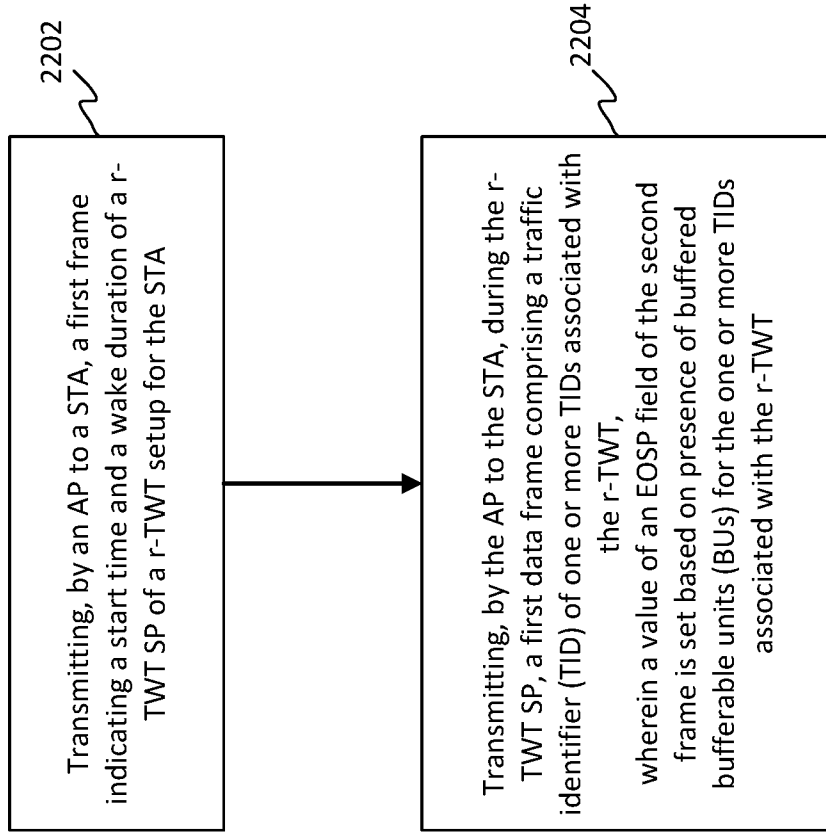 2202
Transmitting, by an AP to a STA, a first frame
indicating a start time and a wake duration of a r-
TWT SP of a r-TWT setup for the STA
2204
Transmitting, by the AP to the STA, during the r-
TWT SP, a first data frame comprising a traffic
identifier (TID) of one or more TIDs associated with
the r-TWT,
wherein a value of an EOSP field of the second
frame is set based on presence of buffered
bufferable units (BUs) for the one or more TIDs
associated with the r-TWT